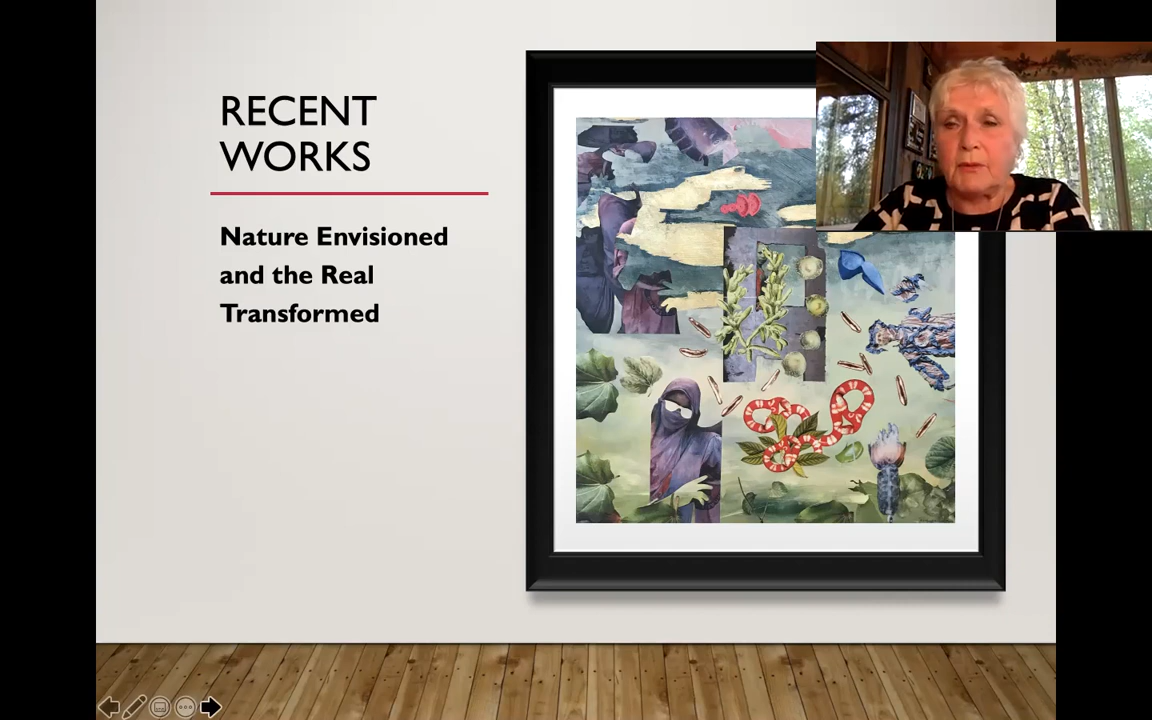 RECENT
WORKS
Nature Envisioned
and the Real
Transformed